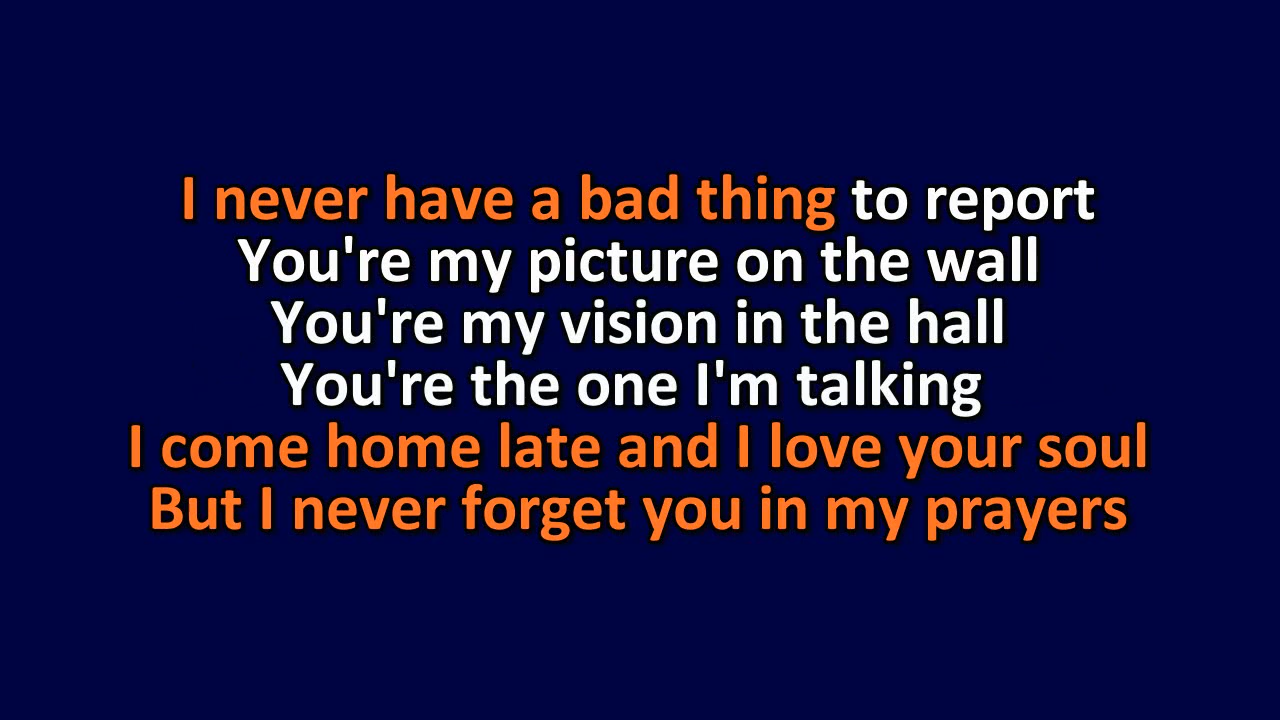 I never have a bad thing to report
You're my picture on the wall
You're my vision in the hall
You're the one I'm talking
I come home late and I love your soul
But I never forget you in my prayers